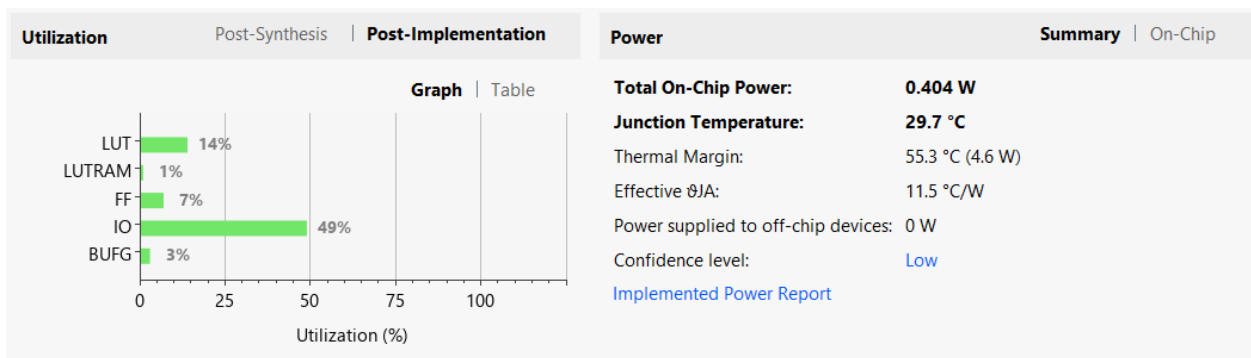 Utilization Post-Synthesis | Post-Implementation
Graph | Table
LUT 14%
LUTRAM 1%
FF 7%
IO 49%
BUFG 3%
0 25 50 75 100
Utilization (%)
Power Summary | On-Chip
Total On-Chip Power: 0.404 W
Junction Temperature: 29.7 °C
Thermal Margin: 55.3 °C (4.6 W)
Effective ϑJA: 11.5 °C/W
Power supplied to off-chip devices: 0 W
Confidence level: Low
Implemented Power Report